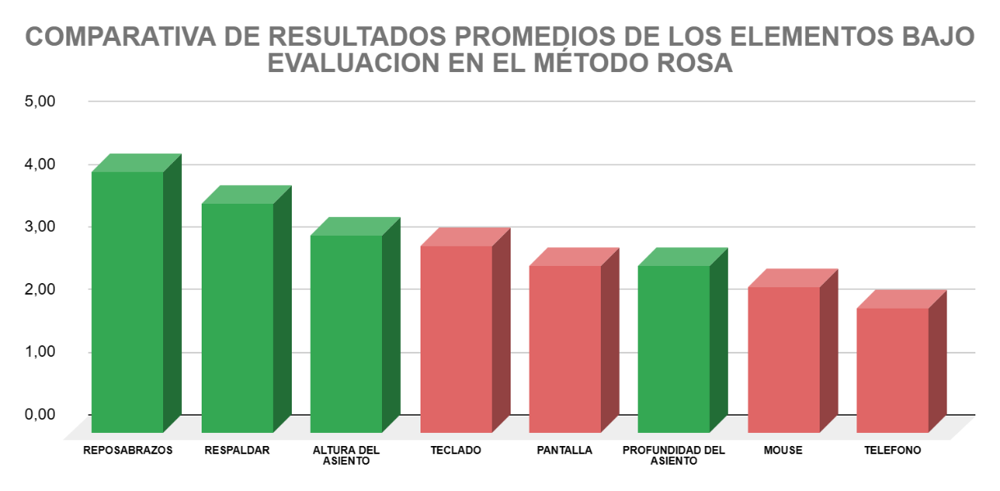 COMPARATIVA DE RESULTADOS PROMEDIOS DE LOS ELEMENTOS BAJO
EVALUACION EN EL MÉTODO ROSA
5,00
4,00
3,00
2,00
1,00
0,00
REPOSABRAZOS
RESPALDAR
ALTURA DEL
ASIENTO
TECLADO
PANTALLA
PROFUNDIDAD DEL
ASIENTO
MOUSE
TELEFONO